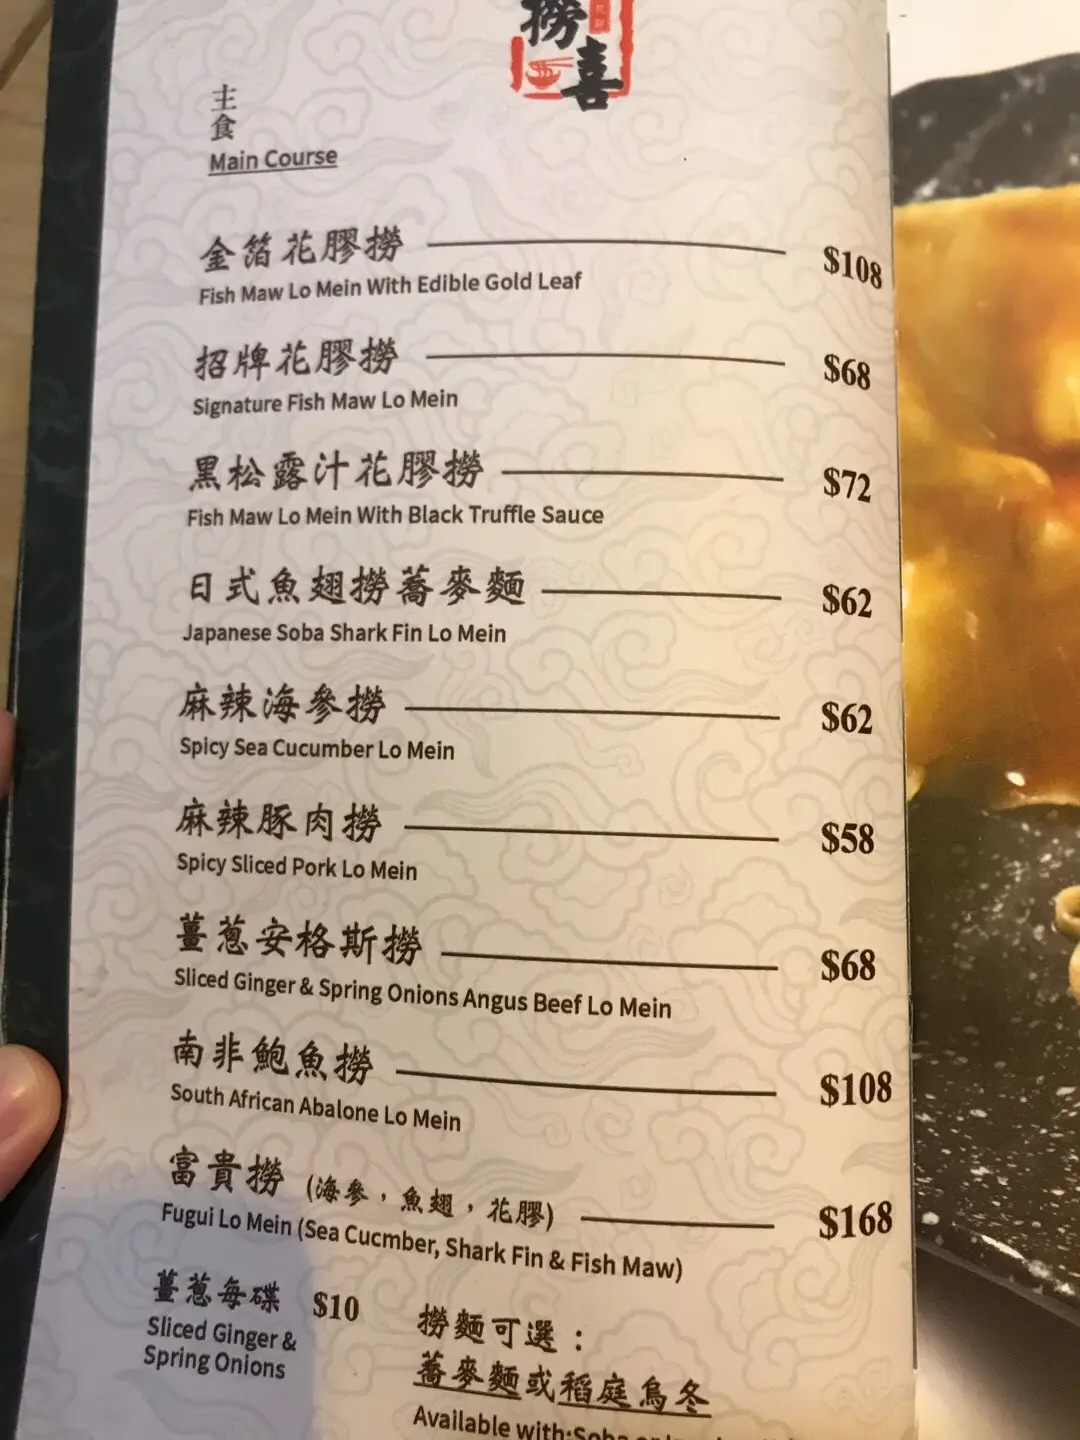 撈
喜
主
食
Main Course
金箔花膠撈 $108
Fish Maw Lo Mein With Edible Gold Leaf
招牌花膠撈 $68
Signature Fish Maw Lo Mein
黑松露汁花膠撈 $72
Fish Maw Lo Mein With Black Truffle Sauce
日式魚翅撈蕎麥麵 $62
Japanese Soba Shark Fin Lo Mein
麻辣海參撈 $62
Spicy Sea Cucumber Lo Mein
麻辣豚肉撈 $58
Spicy Sliced Pork Lo Mein
薑蔥安格斯撈 $68
Sliced Ginger & Spring Onions Angus Beef Lo Mein
南非鮑魚撈 $108
South African Abalone Lo Mein
富貴撈 (海參，魚翅，花膠) $168
Fugui Lo Mein (Sea Cucmber, Shark Fin & Fish Maw)
薑蔥每碟 $10
Sliced Ginger &
Spring Onions
撈麵可選：
蕎麥麵或稻庭烏冬
Available with:Soba or